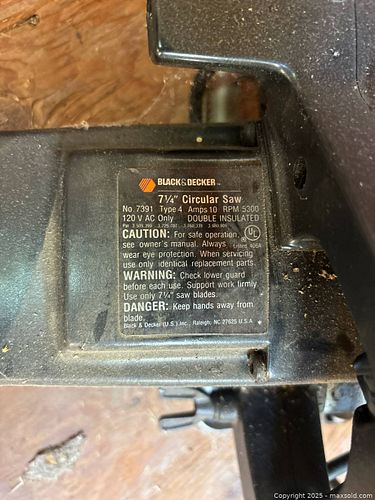 BLACK&DECKER™
7¼" Circular Saw
No. 7391 Type 4 Amps 10 RPM 5300
120 V AC Only DOUBLE INSULATED
CAUTION: For safe operation,
see owner's manual. Always
wear eye protection. When servicing
use only identical replacement parts.
UL
Listed
WARNING: Check lower guard
before each use. Support work firmly
Use only 7¼" saw blades.
DANGER: Keep hands away from
blade.
Black & Decker (U.S.) Inc., Raleigh, NC 27625 U.S.A.
Copyright 2025 - maxsold.com